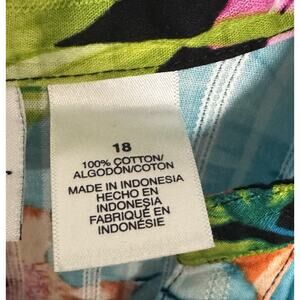 18
100% COTTON/
ALGODÓN/COTON
MADE IN INDONESIA
HECHO EN
INDONESIA
FABRIQUÉ EN
INDONÉSIE